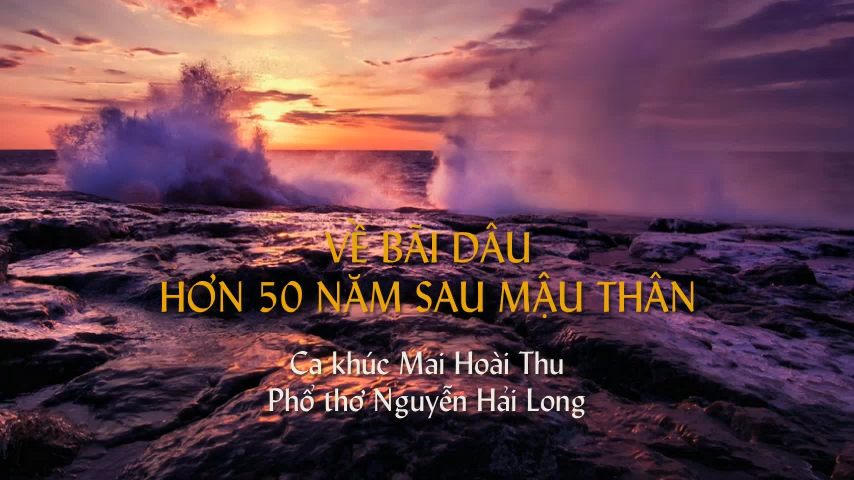 VỀ BÃI DÂU
HƠN 50 NĂM SAU MẬU THÂN
Ca khúc Mai Hoài Thu
Phổ thơ Nguyễn Hải Long